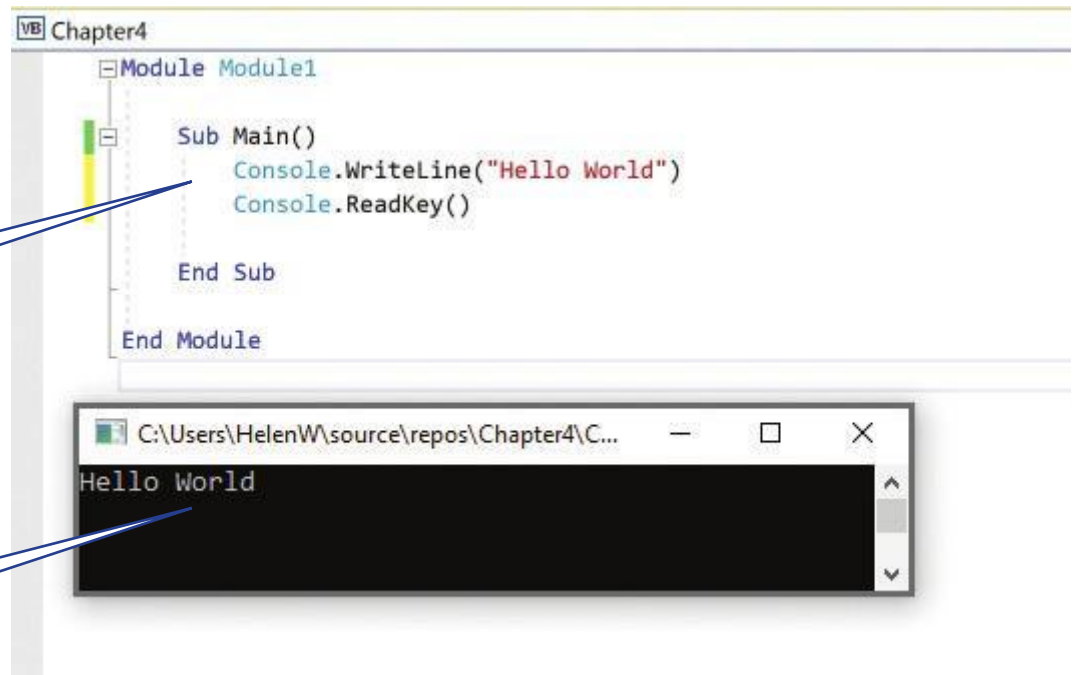 VB Chapter4
Module Module1
Sub Main()
Console.WriteLine("Hello World")
Console.ReadKey()
End Sub
End Module
C:\Users\HelenW\source\repos\Chapter4\C...
Hello World